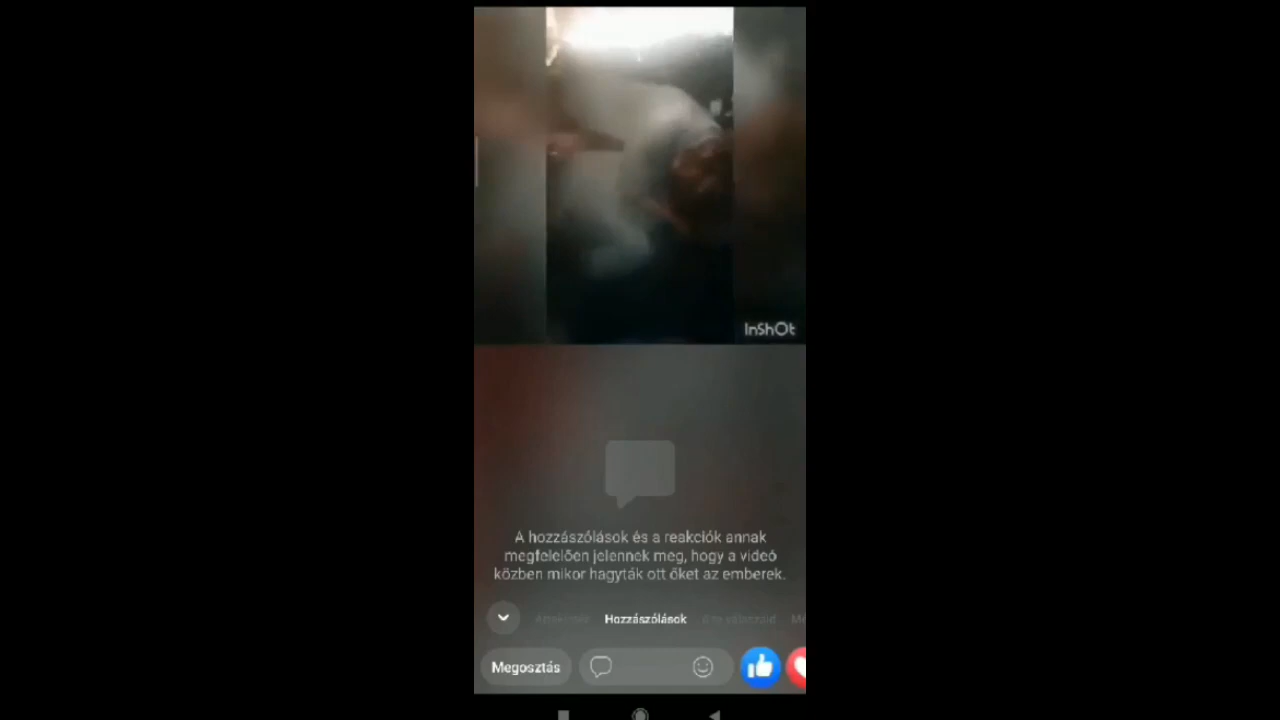 InShOt
A hozzászólások és a reakciók annak
megfelelően jelennek meg, hogy a videó
közben mikor hagyták ott őket az emberek.
Hozzászólások
Megosztás